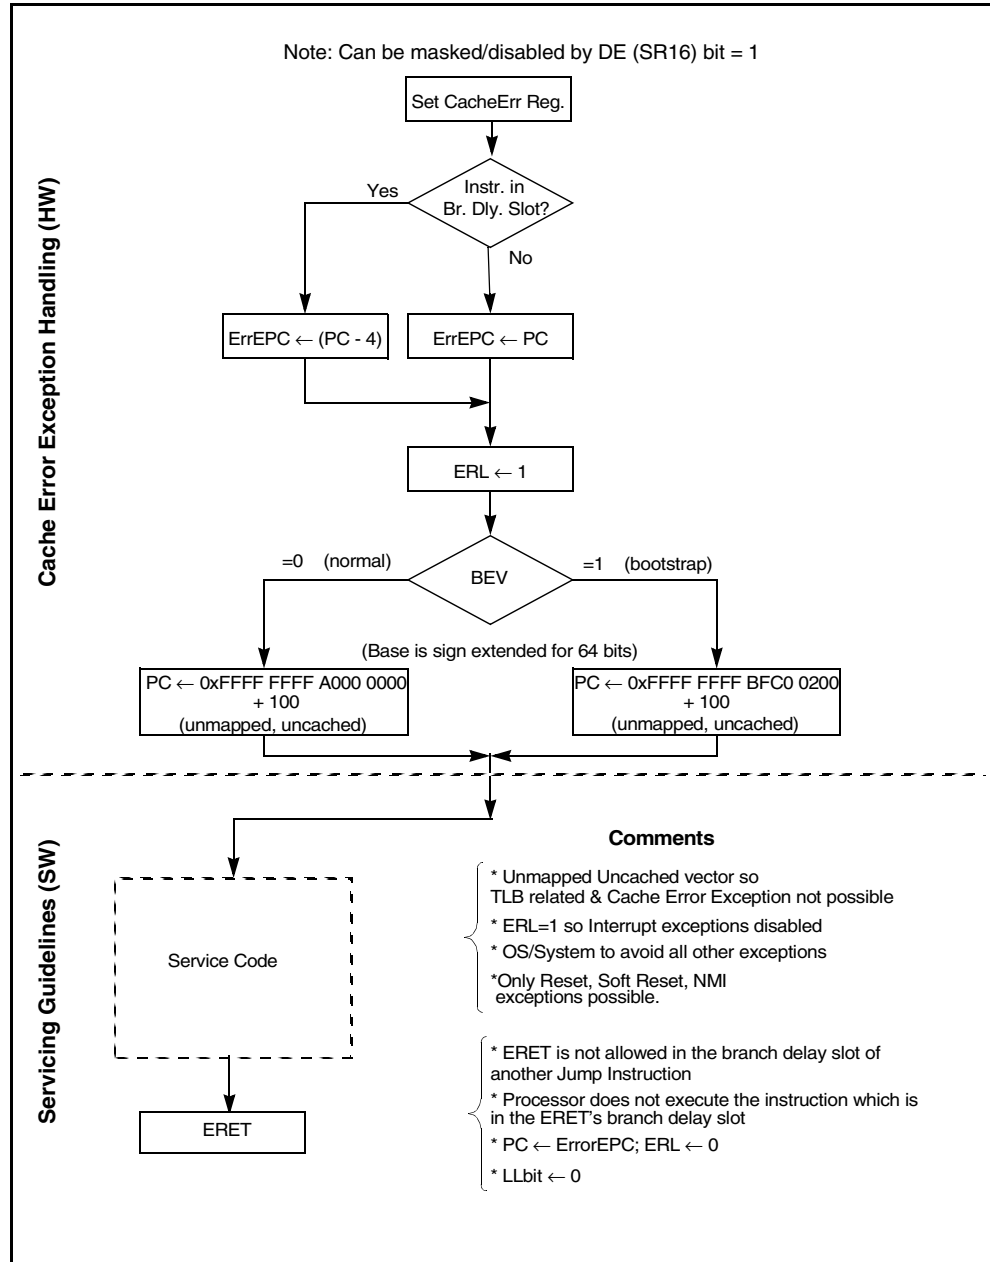 Note: Can be masked/disabled by DE (SR16) bit = 1
Set CacheErr Reg.
Instr. in
Br. Dly. Slot?
Yes
No
ErrEPC ← (PC - 4)
ErrEPC ← PC
ERL ← 1
BEV
=0 (normal)
=1 (bootstrap)
(Base is sign extended for 64 bits)
PC ← 0xFFFF FFFF A000 0000
+ 100
(unmapped, uncached)
PC ← 0xFFFF FFFF BFC0 0200
+ 100
(unmapped, uncached)
Cache Error Exception Handling (HW)
Servicing Guidelines (SW)
Service Code
ERET
Comments
* Unmapped Uncached vector so
TLB related & Cache Error Exception not possible
* ERL=1 so Interrupt exceptions disabled
* OS/System to avoid all other exceptions
*Only Reset, Soft Reset, NMI
exceptions possible.
* ERET is not allowed in the branch delay slot of
another Jump Instruction
* Processor does not execute the instruction which is
in the ERET's branch delay slot
* PC ← ErrorEPC; ERL ← 0
* LLbit ← 0